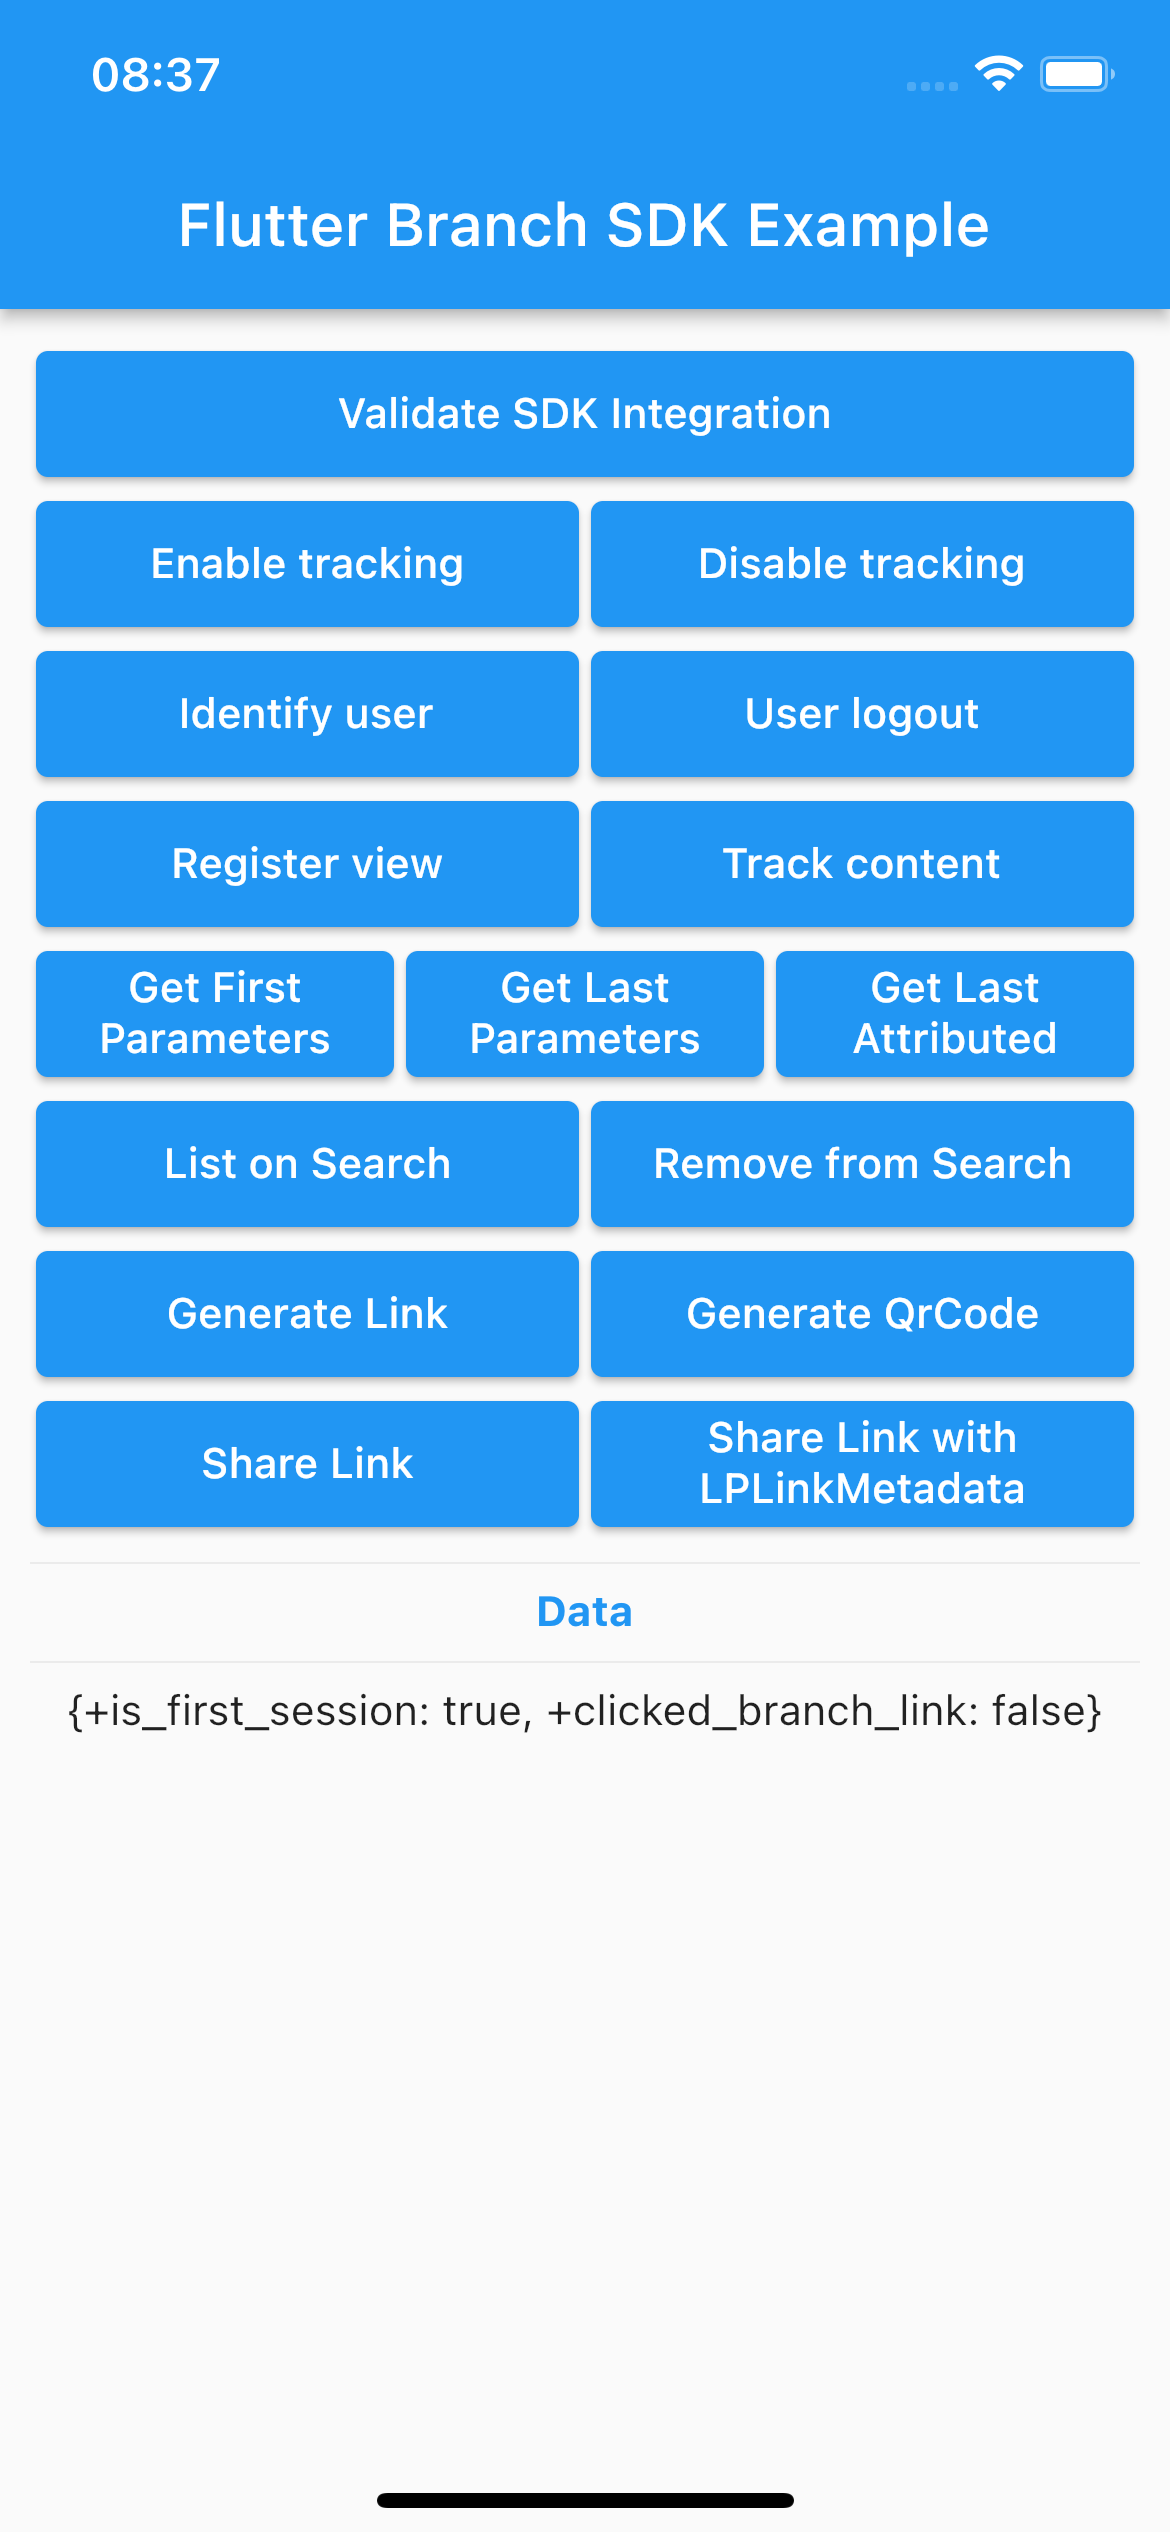 08:37
Flutter Branch SDK Example
Validate SDK Integration
Enable tracking
Disable tracking
Identify user
User logout
Register view
Track content
Get First
Parameters
Get Last
Parameters
Get Last
Attributed
List on Search
Remove from Search
Generate Link
Generate QrCode
Share Link
Share Link with
LPLinkMetadata
Data
{+is_first_session: true, +clicked_branch_link: false}